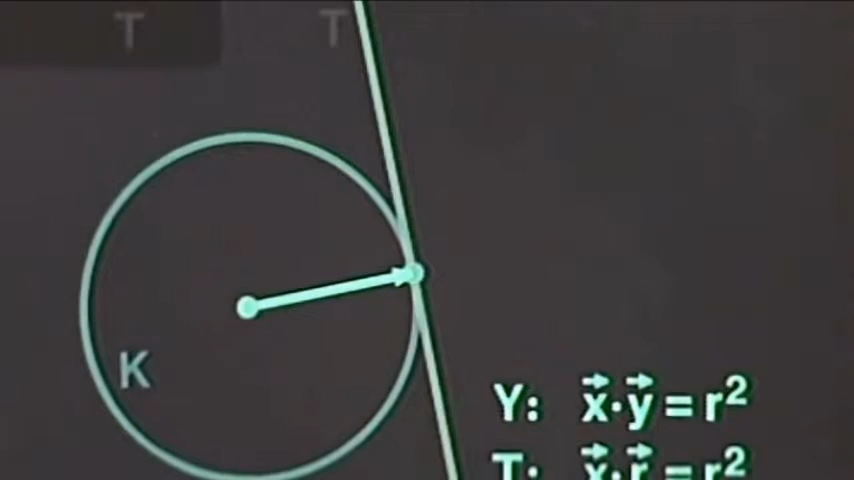 T T
K
Y: x⃗·y⃗ = r²
T: x⃗·r⃗ = r²